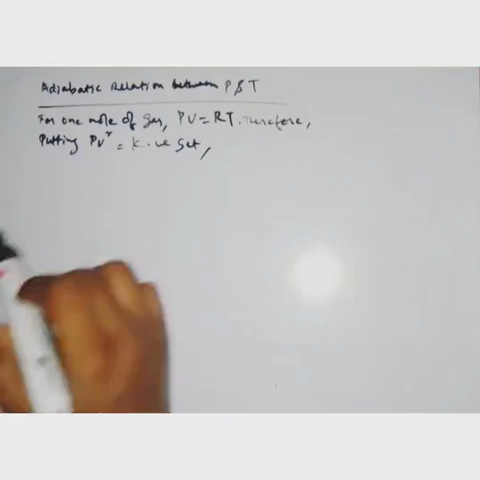 Adiabatic Relation between P & T
For one mole of gas, PV = RT. Therefore,
Putting PV^γ = K. we get,